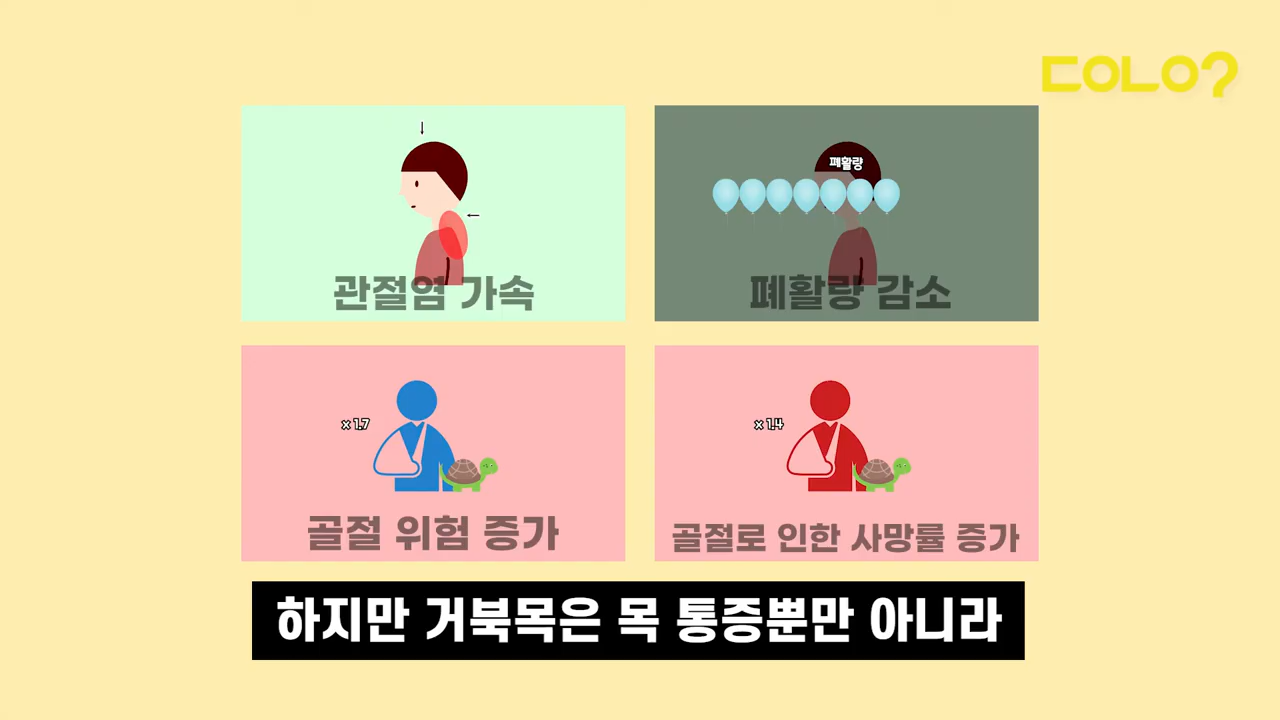 ㄷㅇㄴㅇ?
관절염 가속
폐활량
폐활량 감소
×1.7
골절 위험 증가
×1.4
골절로 인한 사망률 증가
하지만 거북목은 목 통증뿐만 아니라